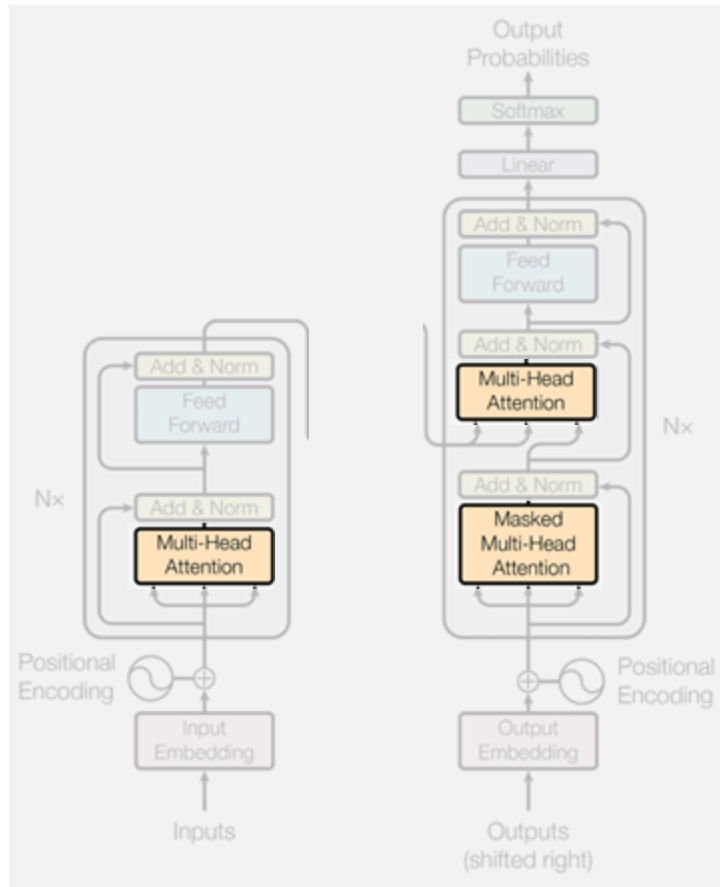 Output
Probabilities
Softmax
Linear
Add & Norm
Feed
Forward
Add & Norm
Multi-Head
Attention
Nx
Add & Norm
Masked
Multi-Head
Attention
Positional
Encoding
Output
Embedding
Outputs
(shifted right)
Add & Norm
Feed
Forward
Nx
Add & Norm
Multi-Head
Attention
Positional
Encoding
Input
Embedding
Inputs